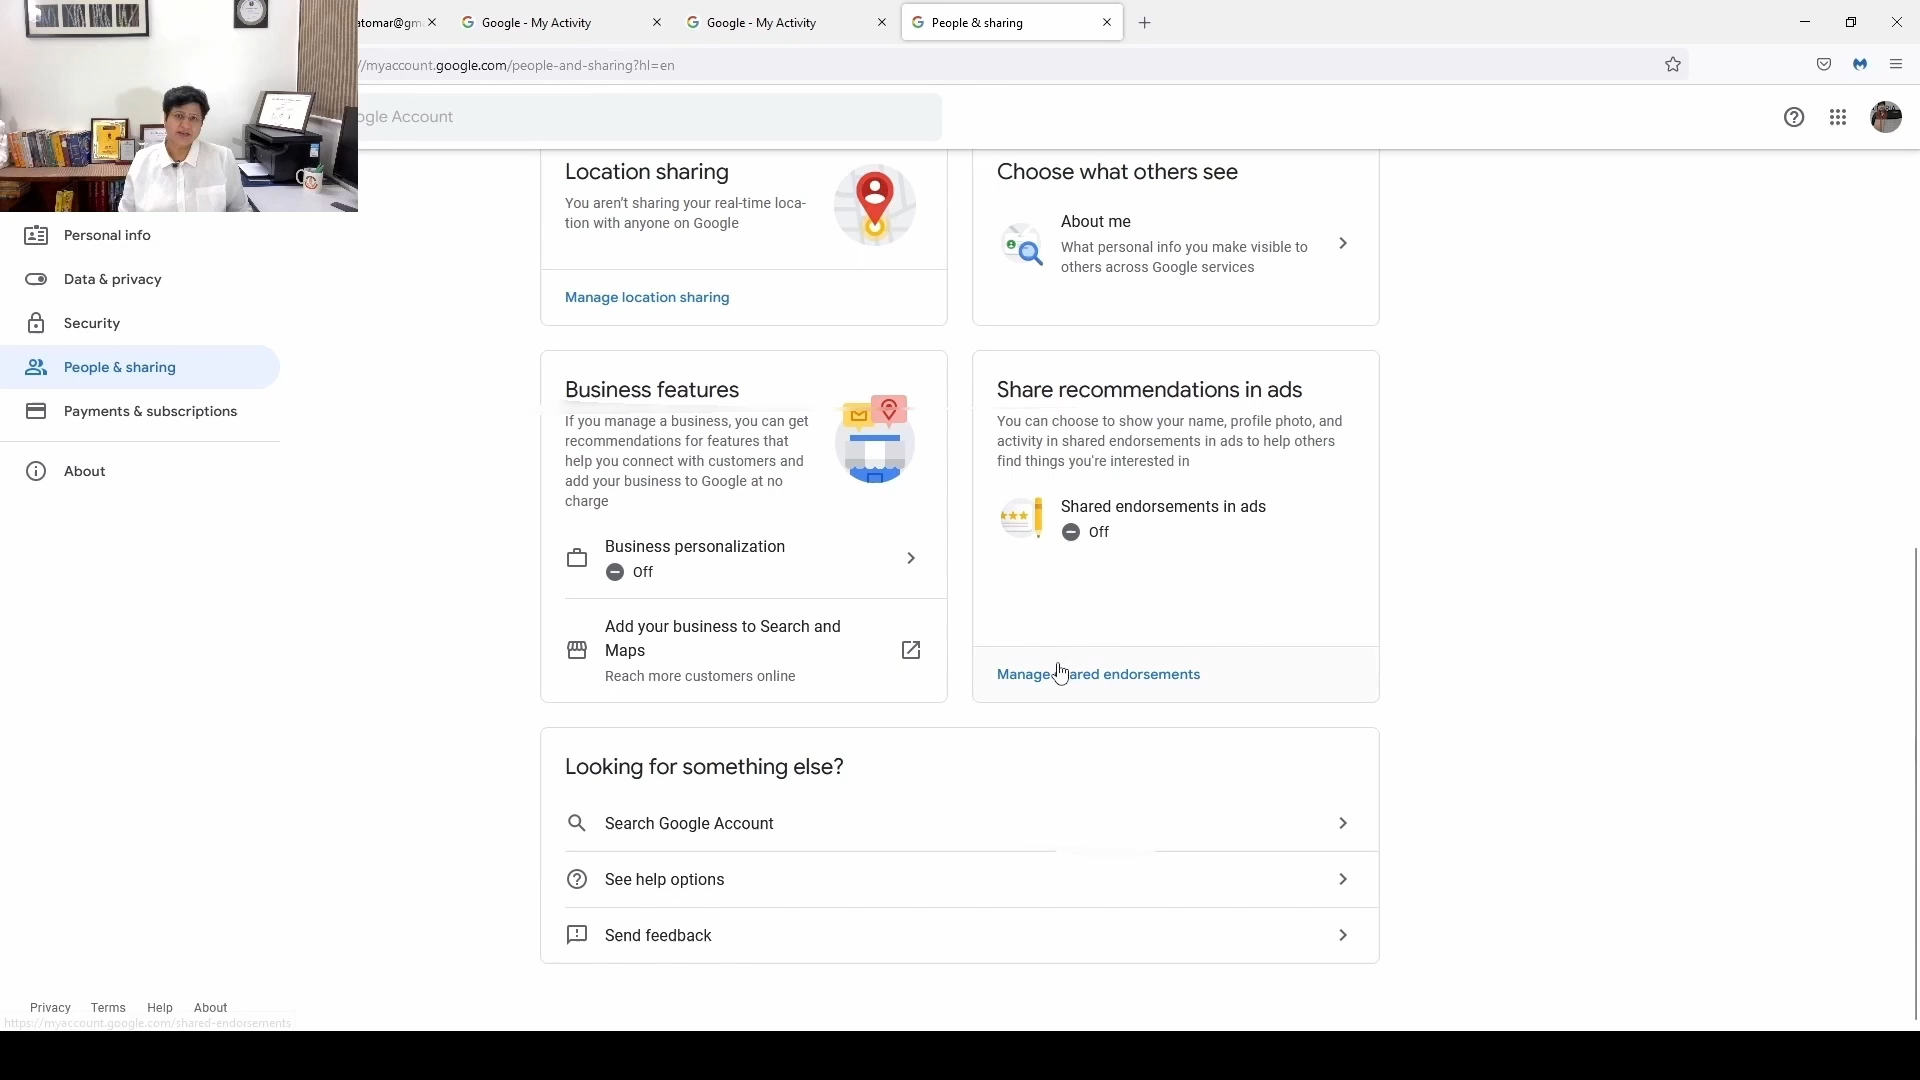 atomar@gm
Google - My Activity
Google - My Activity
People & sharing
//myaccount.google.com/people-and-sharing?hl=en
ogle Account
Personal info
Data & privacy
Security
People & sharing
Payments & subscriptions
About
Location sharing
You aren't sharing your real-time loca-
tion with anyone on Google
Manage location sharing
Choose what others see
About me
What personal info you make visible to
others across Google services
Business features
If you manage a business, you can get
recommendations for features that
help you connect with customers and
add your business to Google at no
charge
Business personalization
Off
Add your business to Search and
Maps
Reach more customers online
Share recommendations in ads
You can choose to show your name, profile photo, and
activity in shared endorsements in ads to help others
find things you're interested in
Shared endorsements in ads
Off
Manage shared endorsements
Looking for something else?
Search Google Account
See help options
Send feedback
Privacy Terms Help About
https://myaccount.google.com/shared-endorsements